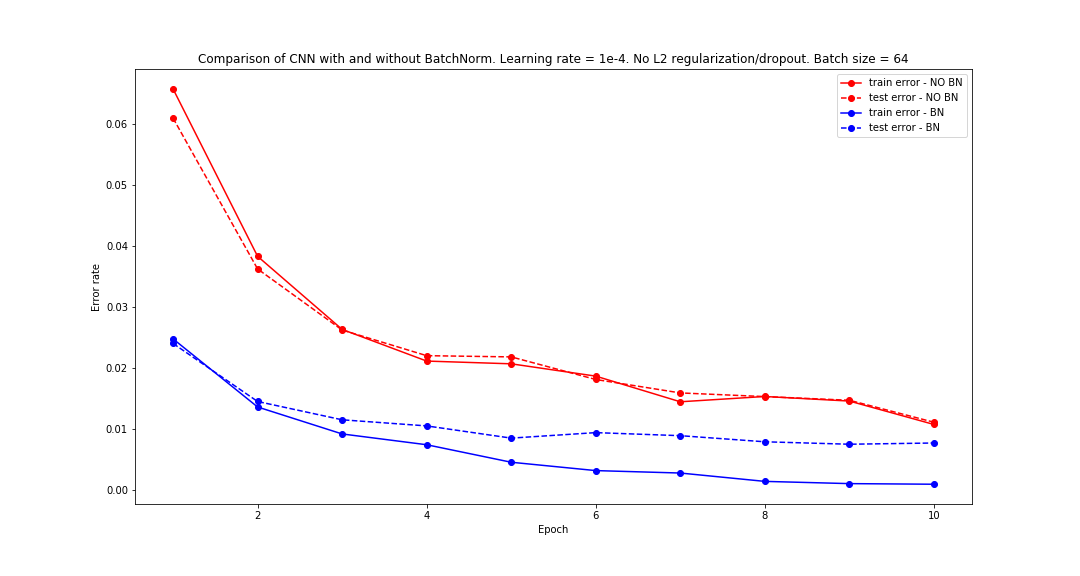 Comparison of CNN with and without BatchNorm. Learning rate = 1e-4. No L2 regularization/dropout. Batch size = 64
train error - NO BN
test error - NO BN
train error - BN
test error - BN
Error rate
0.06
0.05
0.04
0.03
0.02
0.01
0.00
2 4 6 8 10
Epoch